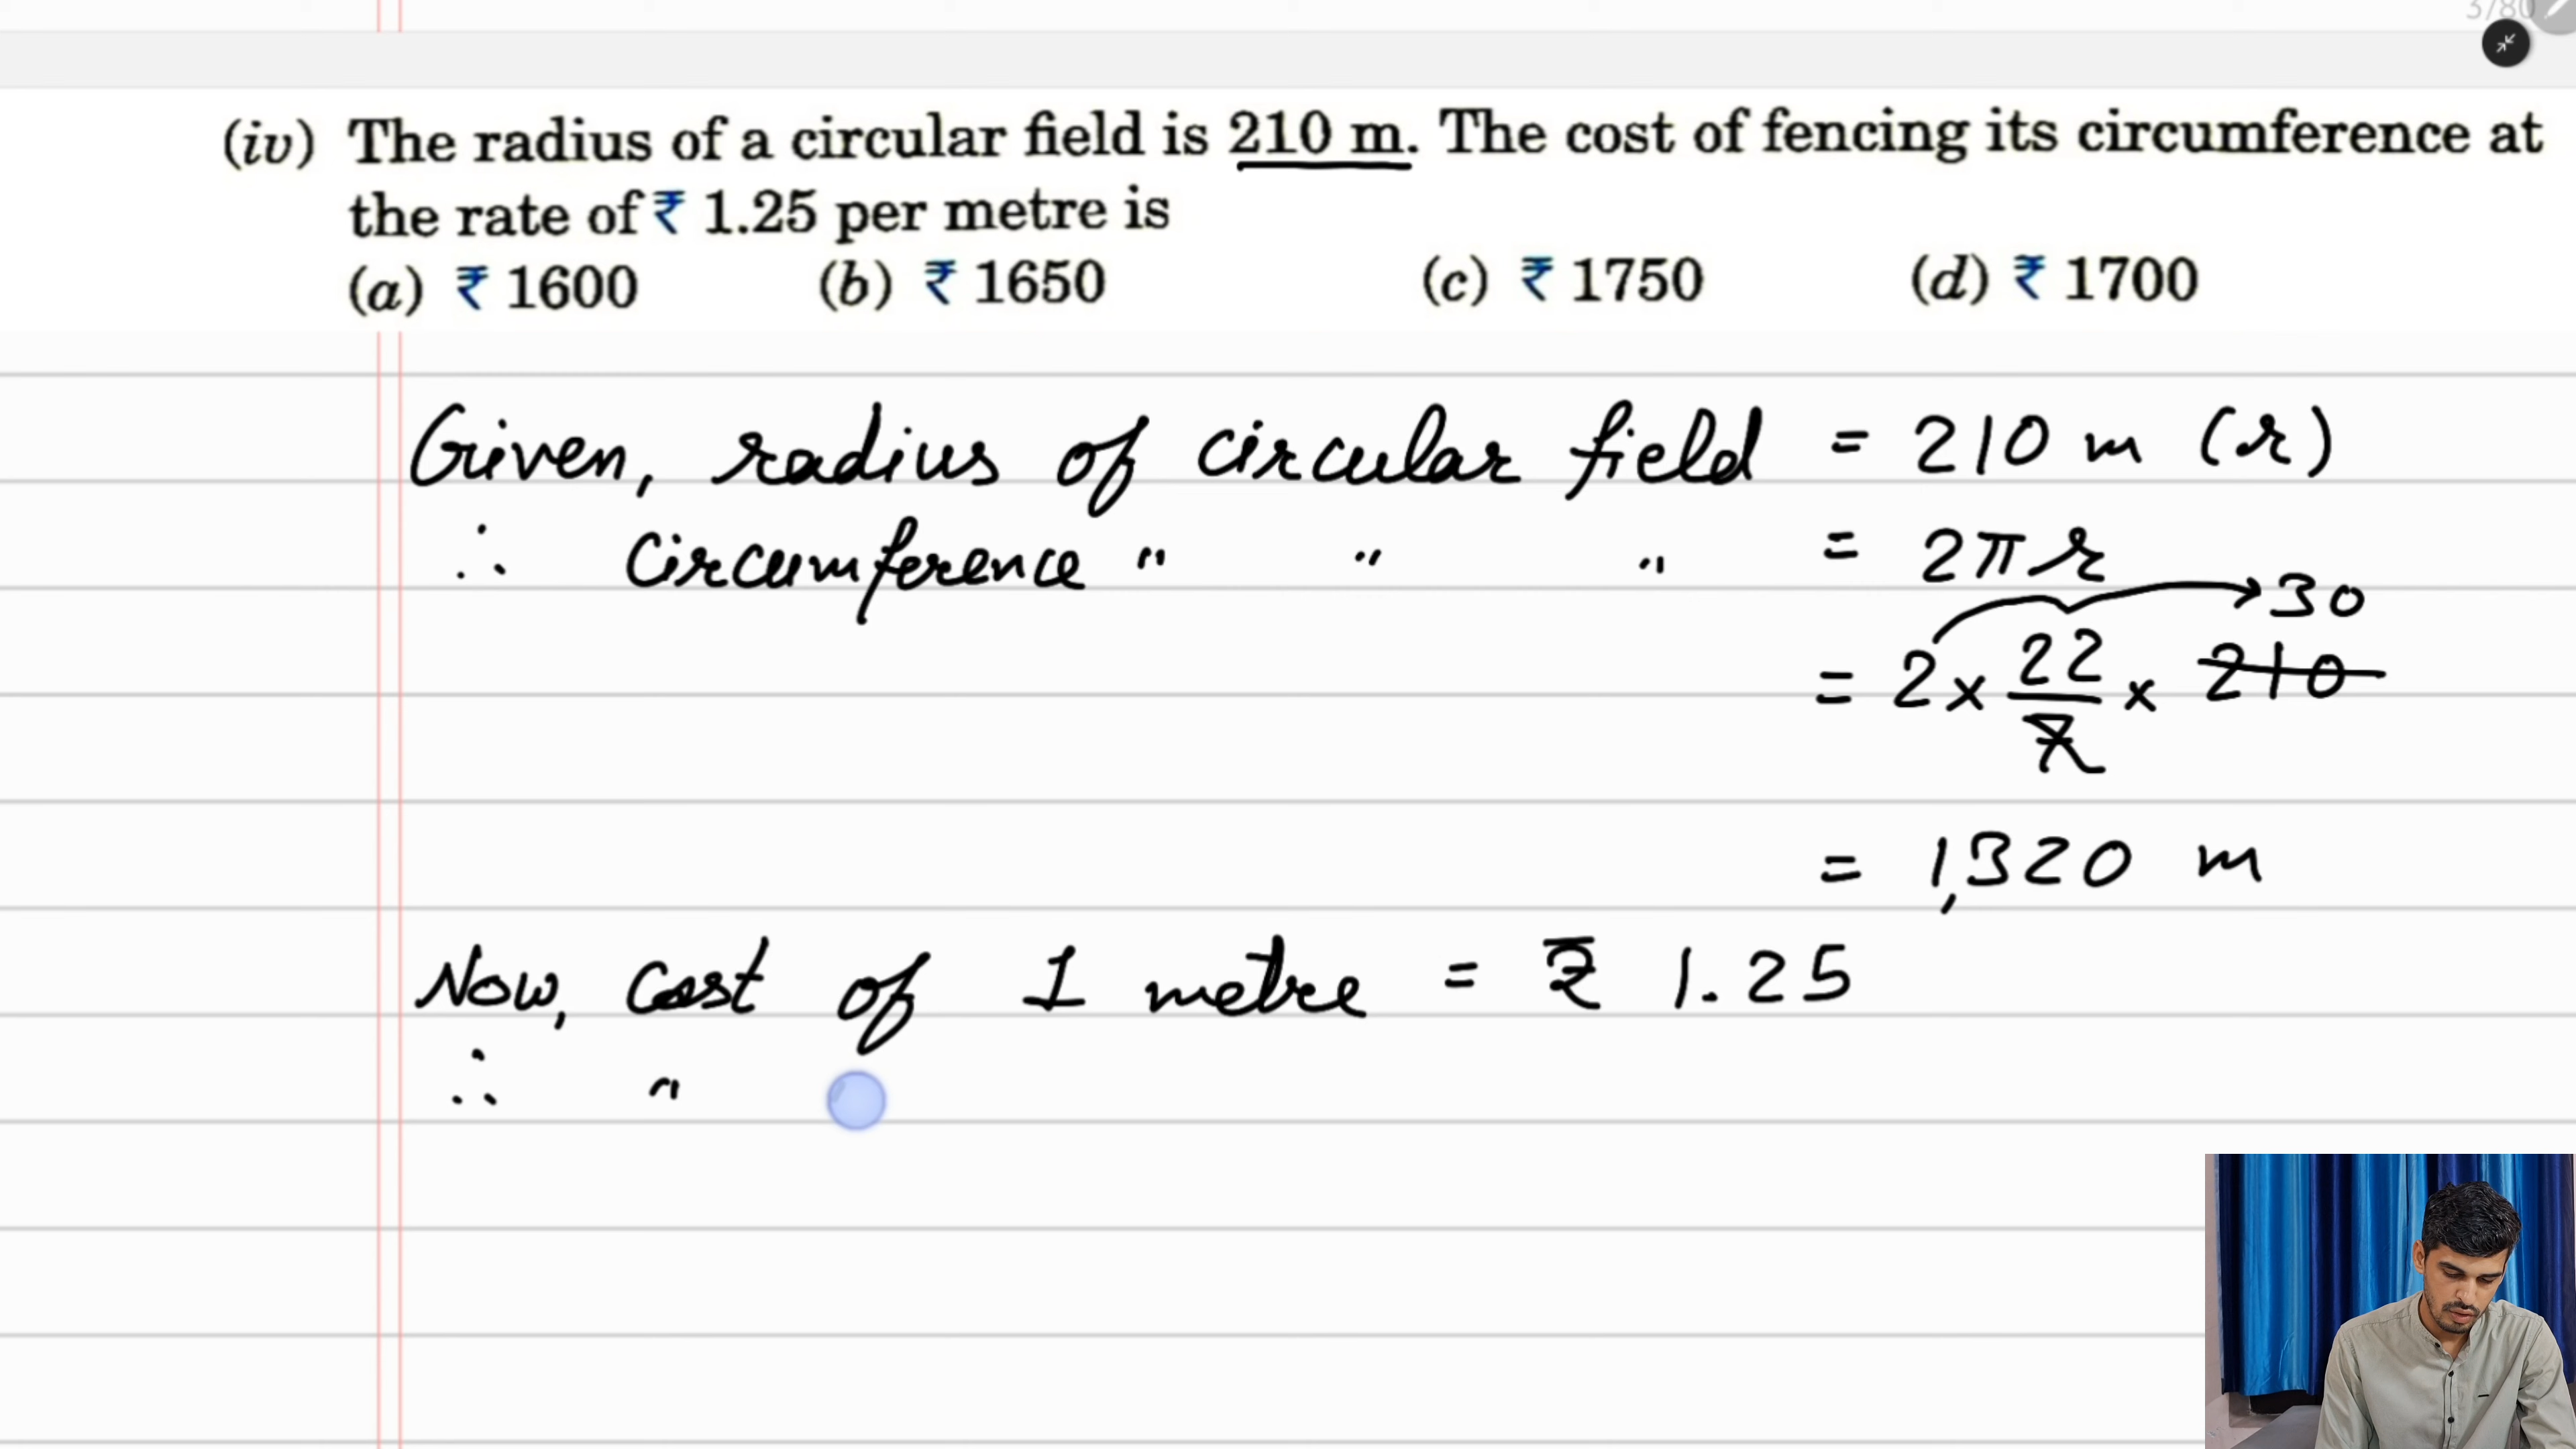 3/80
(iv) The radius of a circular field is 210 m. The cost of fencing its circumference at
the rate of ₹ 1.25 per metre is
(a) ₹ 1600 (b) ₹ 1650 (c) ₹ 1750 (d) ₹ 1700
Given, radius of circular field = 210 m (r)
∴ Circumference " " " = 2πr
= 2 × 22/7 × 210 → 30
= 1,320 m
Now, Cost of 1 metre = ₹ 1.25
∴ "